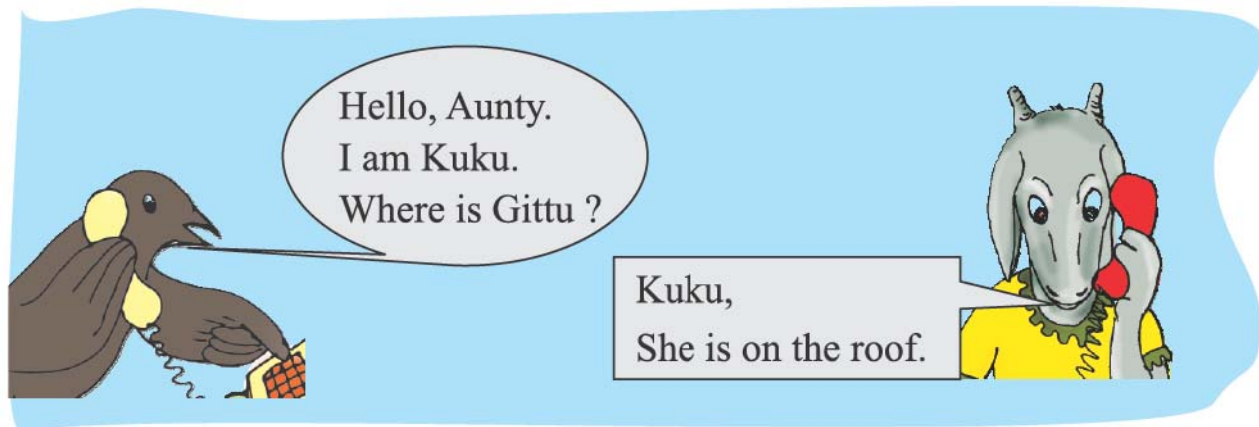 Hello, Aunty.
I am Kuku.
Where is Gittu ?
Kuku,
She is on the roof.